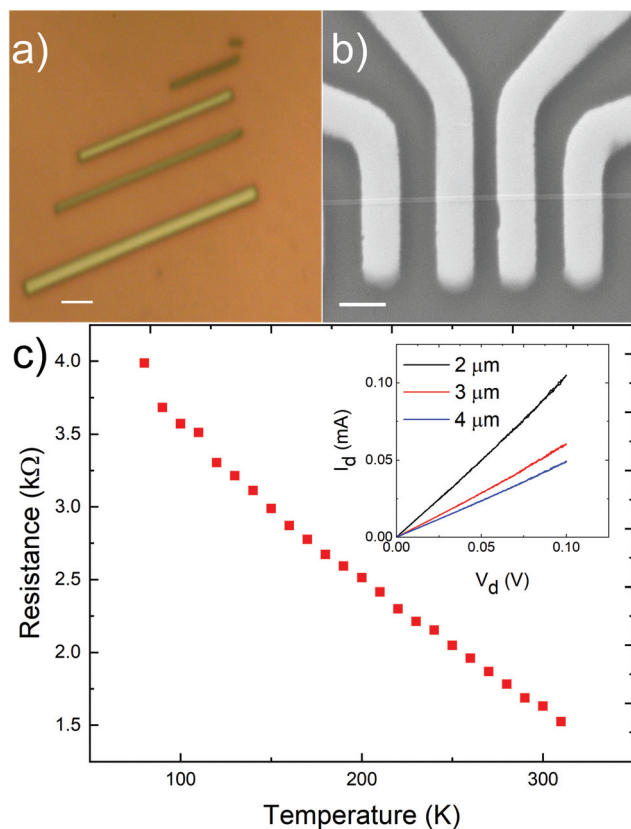 a)
b)
c)
4.0
3.5
3.0
2.5
2.0
1.5
Resistance (kΩ)
100
200
300
Temperature (K)
2 μm
3 μm
4 μm
0.10
0.05
0.00
I_d (mA)
0.00
0.05
0.10
V_d (V)